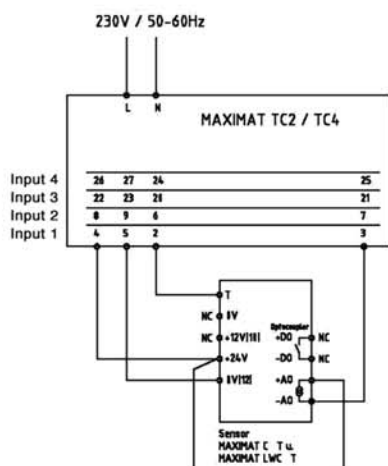 230V / 50-60Hz
L N
MAXIMAT TC2 / TC4
Input 4 26 27 24 25
Input 3 22 23 20 21
Input 2 8 9 6 7
Input 1 4 5 2 3
T
NC 0V Optocoupler
NC +12V(10) +DO NC
+24V -DO NC
0V(12) +AO
-AO
Sensor
MAXIMAT C T u.
MAXIMAT LWC T